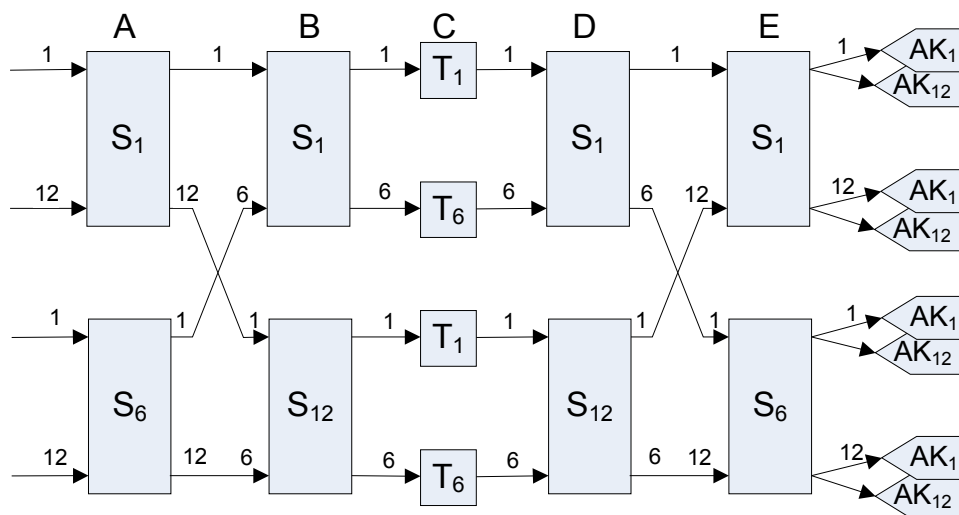 A B C D E
1 1 1 T₁ 1 1 1 AK₁
AK₁₂
S₁ S₁ S₁ S₁
12 12 6 6 T₆ 6 6 12 12 AK₁
AK₁₂
1 1 1 1 T₁ 1 1 1 1 AK₁
AK₁₂
S₆ S₁₂ S₁₂ S₆
12 12 6 6 T₆ 6 6 12 12 AK₁
AK₁₂